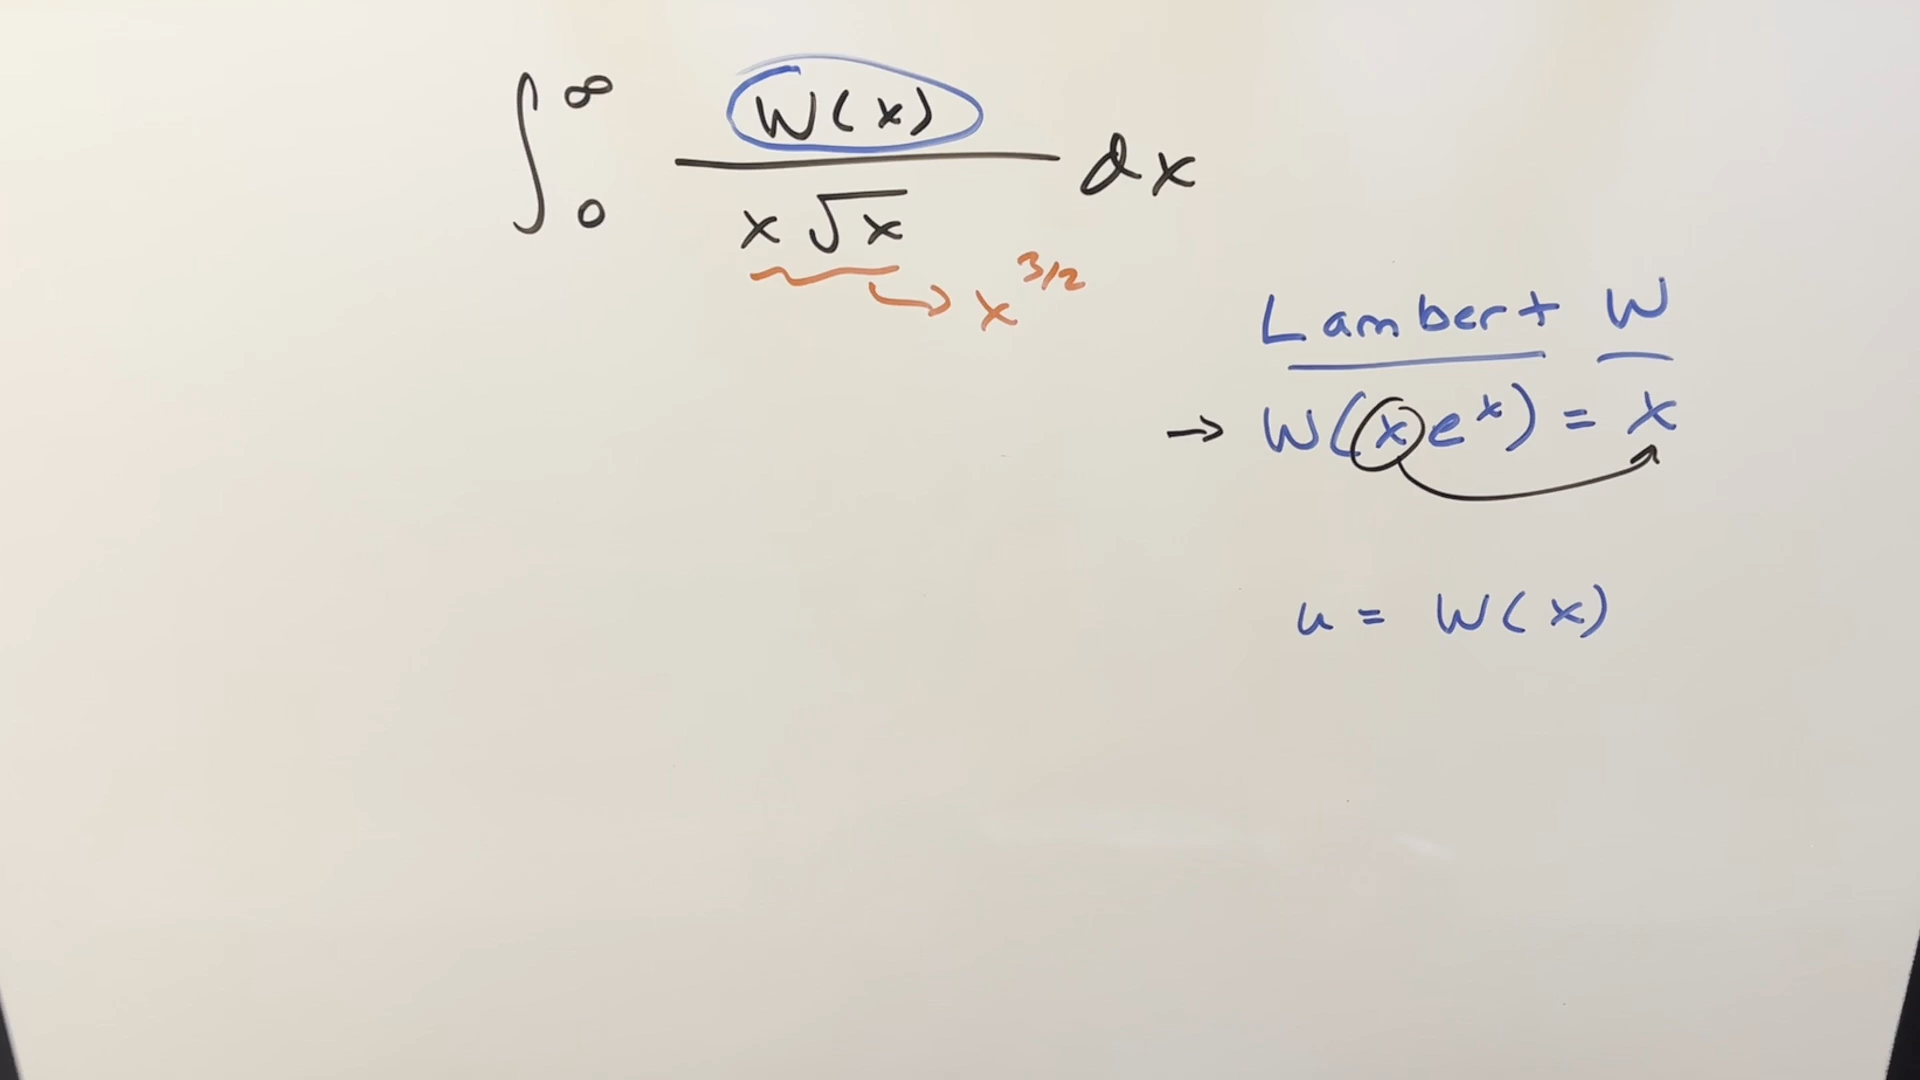 ∫₀^∞ W(x) / x√x dx
→ x^3/2
Lambert W
→ W(xe^x) = x
u = W(x)